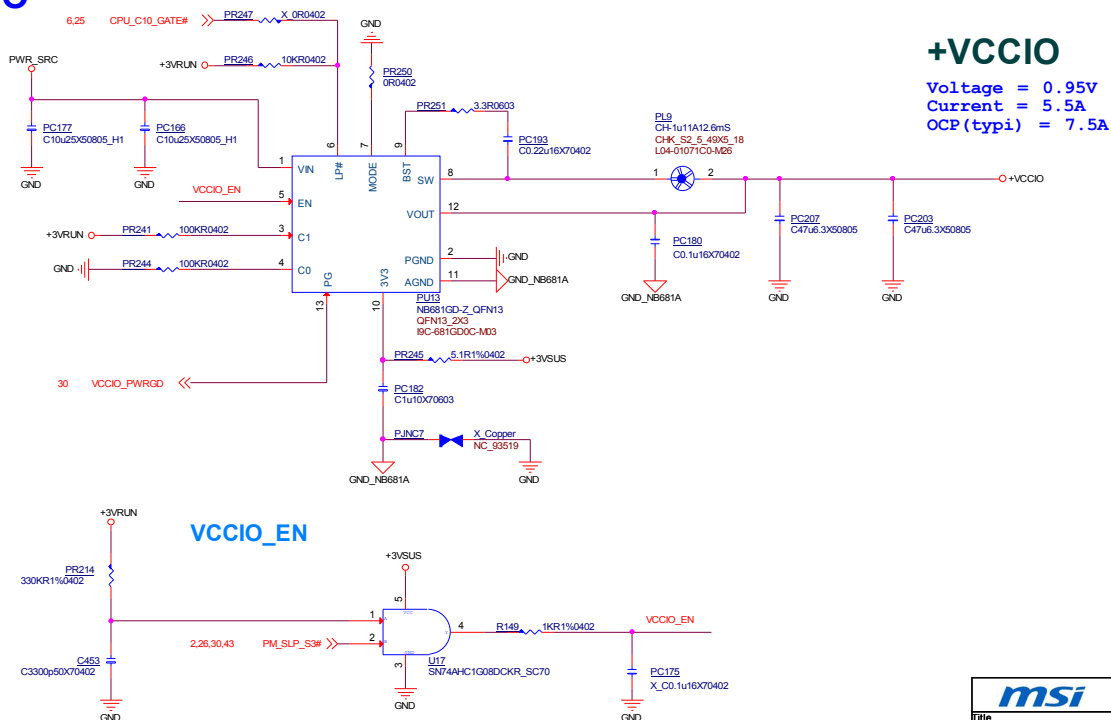 6,25 CPU_C10_GATE# PR247 X_0R0402
GND
+VCCIO
PWR_SRC
+3VRUN PR246 10KR0402
PR250
0R0402
Voltage = 0.95V
Current = 5.5A
OCP(typi) = 7.5A
PR251 3.3R0603
PL9
CH-1u11A12.6mS
CHK_S2_5_49X5_18
L04-01071C0-M26
PC177
C10u25X50805_H1
PC166
C10u25X50805_H1
PC193
C0.22u16X70402
6 7 9
GND GND
1 VIN LP# MODE BST SW 8
1 2 +VCCIO
VCCIO_EN
5 EN
VOUT 12
+3VRUN PR241 100KR0402 3 C1
PC207
C47u6.3X50805
PC203
C47u6.3X50805
PC180
C0.1u16X70402
GND PR244 100KR0402 4 C0
PGND 2 GND
PG 3V3 AGND 11 GND_NB681A
GND_NB681A GND GND
13 10
PU13
NB681GD-Z_QFN13
QFN13_2X3
I9C-681GD0C-M03
PR245 5.1R1%0402 +3VSUS
30 VCCIO_PWRGD
PC182
C1u10X70603
PJNC7 X_Copper
NC_93519
GND_NB681A GND
+3VRUN
VCCIO_EN
+3VSUS
PR214
330KR1%0402
5
VCC
1 A
4
Y
R149 1KR1%0402
VCCIO_EN
2,26,30,43 PM_SLP_S3# 2 B
GND
3
U17
SN74AHC1G08DCKR_SC70
C453
C3300p50X70402
PC175
X_C0.1u16X70402
GND GND GND
msi
Title